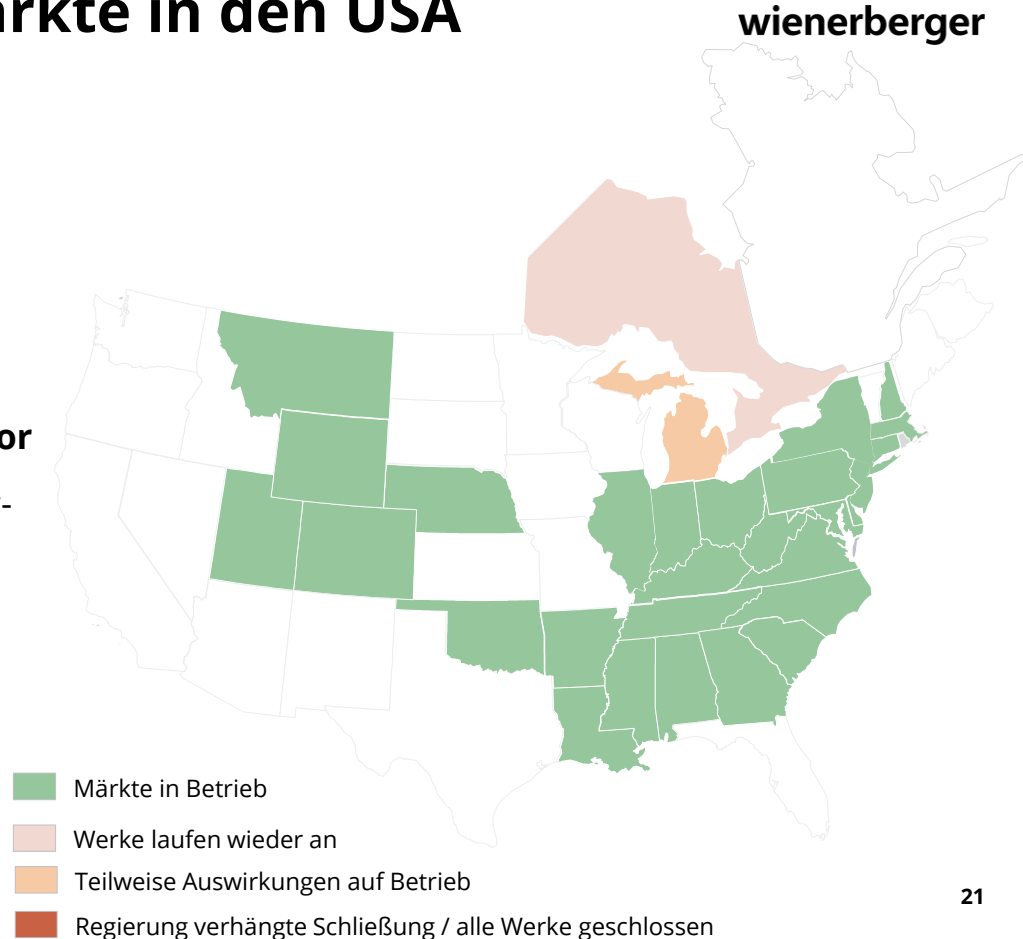 rkte in den USA
wienerberger
or
-
Märkte in Betrieb
Werke laufen wieder an
Teilweise Auswirkungen auf Betrieb
21
Regierung verhängte Schließung / alle Werke geschlossen